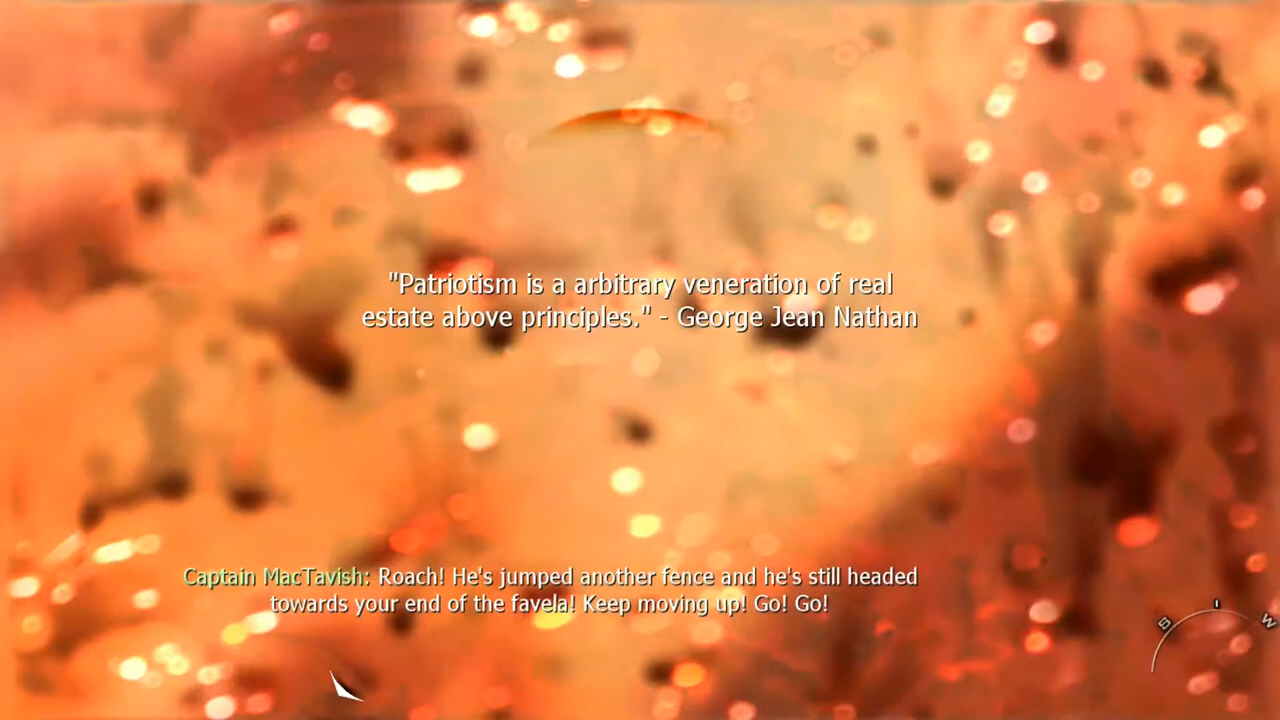 "Patriotism is a arbitrary veneration of real
estate above principles." - George Jean Nathan
Captain MacTavish: Roach! He's jumped another fence and he's still headed
towards your end of the favela! Keep moving up! Go! Go!
W